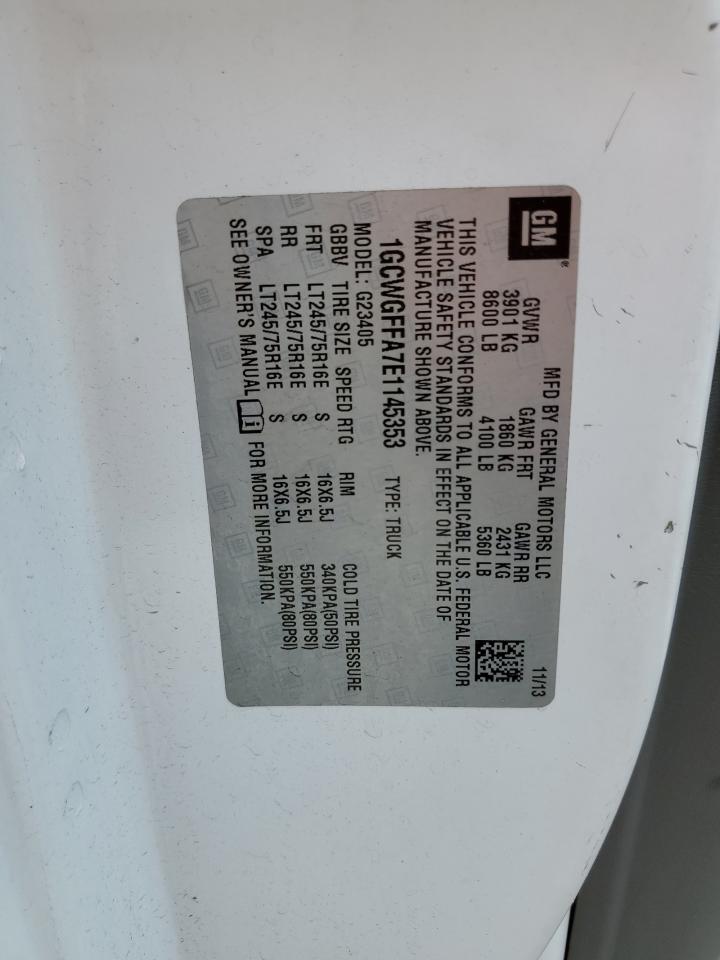 GM®
MFD BY GENERAL MOTORS LLC 11/13
GVWR GAWR FRT GAWR RR
3901 KG 1860 KG 2431 KG
8600 LB 4100 LB 5360 LB
THIS VEHICLE CONFORMS TO ALL APPLICABLE U.S. FEDERAL MOTOR
VEHICLE SAFETY STANDARDS IN EFFECT ON THE DATE OF
MANUFACTURE SHOWN ABOVE.
1GCWGFFA7E1145353 TYPE: TRUCK
MODEL: G23405
GBBV TIRE SIZE SPEED RTG RIM COLD TIRE PRESSURE
FRT LT245/75R16E S 16X6.5J 340KPA(50PSI)
RR LT245/75R16E S 16X6.5J 550KPA(80PSI)
SPA LT245/75R16E S 16X6.5J 550KPA(80PSI)
SEE OWNER'S MANUAL i FOR MORE INFORMATION.